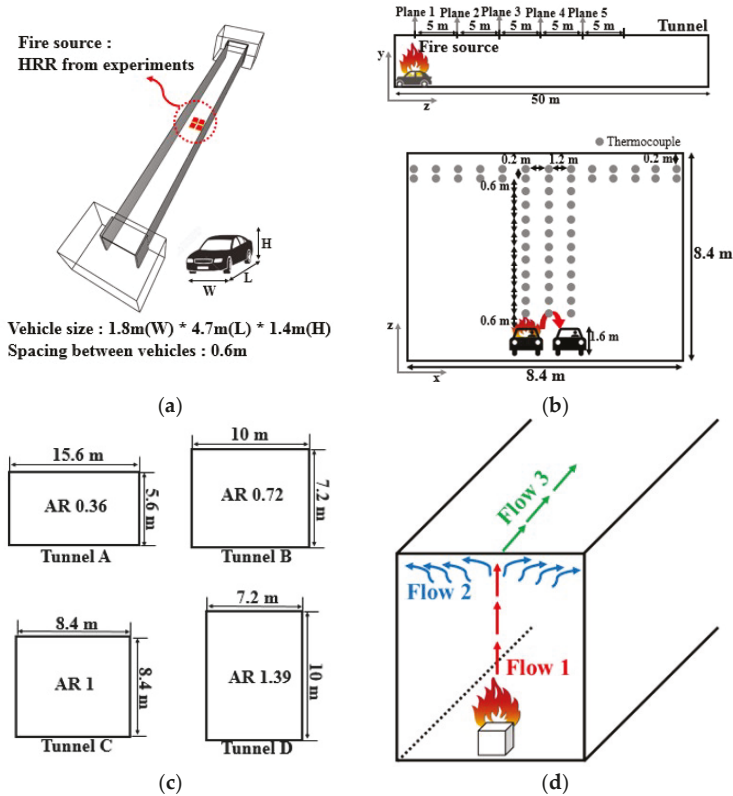 Fire source :
HRR from experiments
H
W
L
Vehicle size : 1.8m(W) * 4.7m(L) * 1.4m(H)
Spacing between vehicles : 0.6m
(a)
Plane 1 Plane 2 Plane 3 Plane 4 Plane 5
5 m 5 m 5 m 5 m 5 m
Tunnel
Fire source
y
z
50 m
Thermocouple
0.2 m 1.2 m 0.2 m
0.6 m
8.4 m
0.6 m
1.6 m
z
x
8.4 m
(b)
15.6 m
AR 0.36
5.6 m
Tunnel A
10 m
AR 0.72
7.2 m
Tunnel B
8.4 m
AR 1
8.4 m
Tunnel C
7.2 m
AR 1.39
10 m
Tunnel D
(c)
Flow 3
Flow 2
Flow 1
(d)